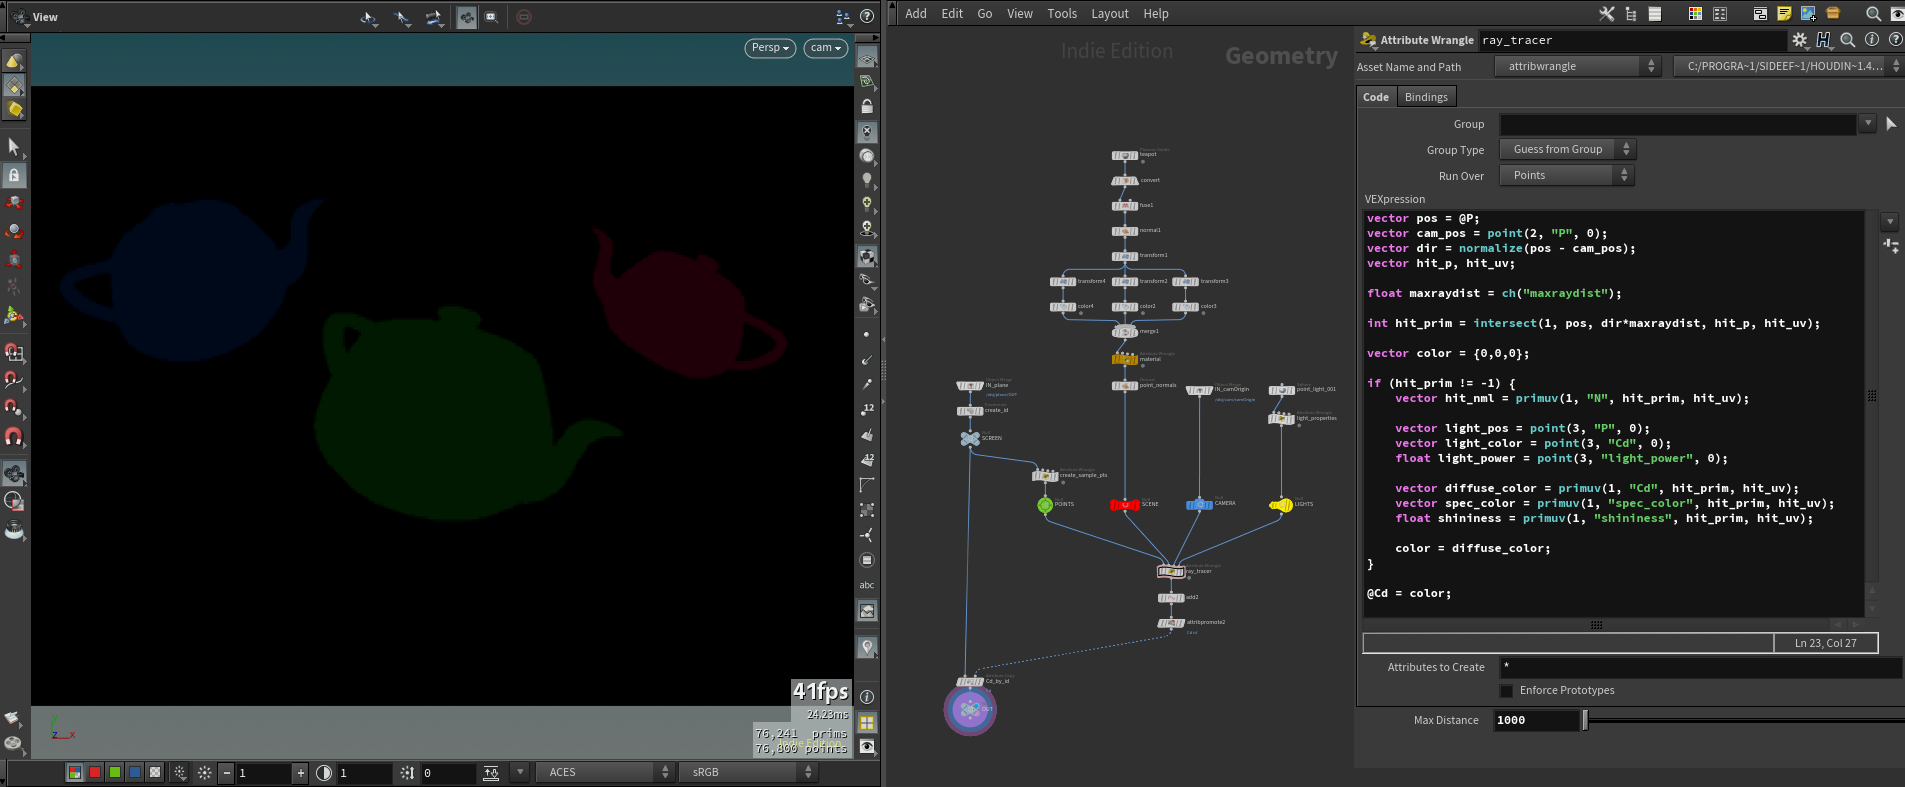 View
Persp
cam
41fps
24.23ms
76,241 prims
Indie Edition
76,800 points
12
12
abc
1
1
0
ACES
sRGB
Add Edit Go View Tools Layout Help
Indie Edition
Geometry
teapot
convert
fuse1
normal1
transform1
transform4
transform2
transform3
color4
color2
color3
merge1
material
IN_plane
create_id
SCREEN
point_normals
IN_camOrigin
point_light_001
light_properties
create_sample_pts
POINTS
SCENE
CAMERA
LIGHTS
ray_tracer
add2
attribpromote2
Cd_by_id
OUT
Attribute Wrangle ray_tracer
Asset Name and Path attribwrangle C:/PROGRA~1/SIDEEF~1/HOUDIN~1.4...
Code Bindings
Group
Group Type Guess from Group
Run Over Points
VEXpression
vector pos = @P;
vector cam_pos = point(2, "P", 0);
vector dir = normalize(pos - cam_pos);
vector hit_p, hit_uv;
float maxraydist = ch("maxraydist");
int hit_prim = intersect(1, pos, dir*maxraydist, hit_p, hit_uv);
vector color = {0,0,0};
if (hit_prim != -1) {
vector hit_nml = primuv(1, "N", hit_prim, hit_uv);
vector light_pos = point(3, "P", 0);
vector light_color = point(3, "Cd", 0);
float light_power = point(3, "light_power", 0);
vector diffuse_color = primuv(1, "Cd", hit_prim, hit_uv);
vector spec_color = primuv(1, "spec_color", hit_prim, hit_uv);
float shininess = primuv(1, "shininess", hit_prim, hit_uv);
color = diffuse_color;
}
@Cd = color;
Ln 23, Col 27
Attributes to Create *
Enforce Prototypes
Max Distance 1000